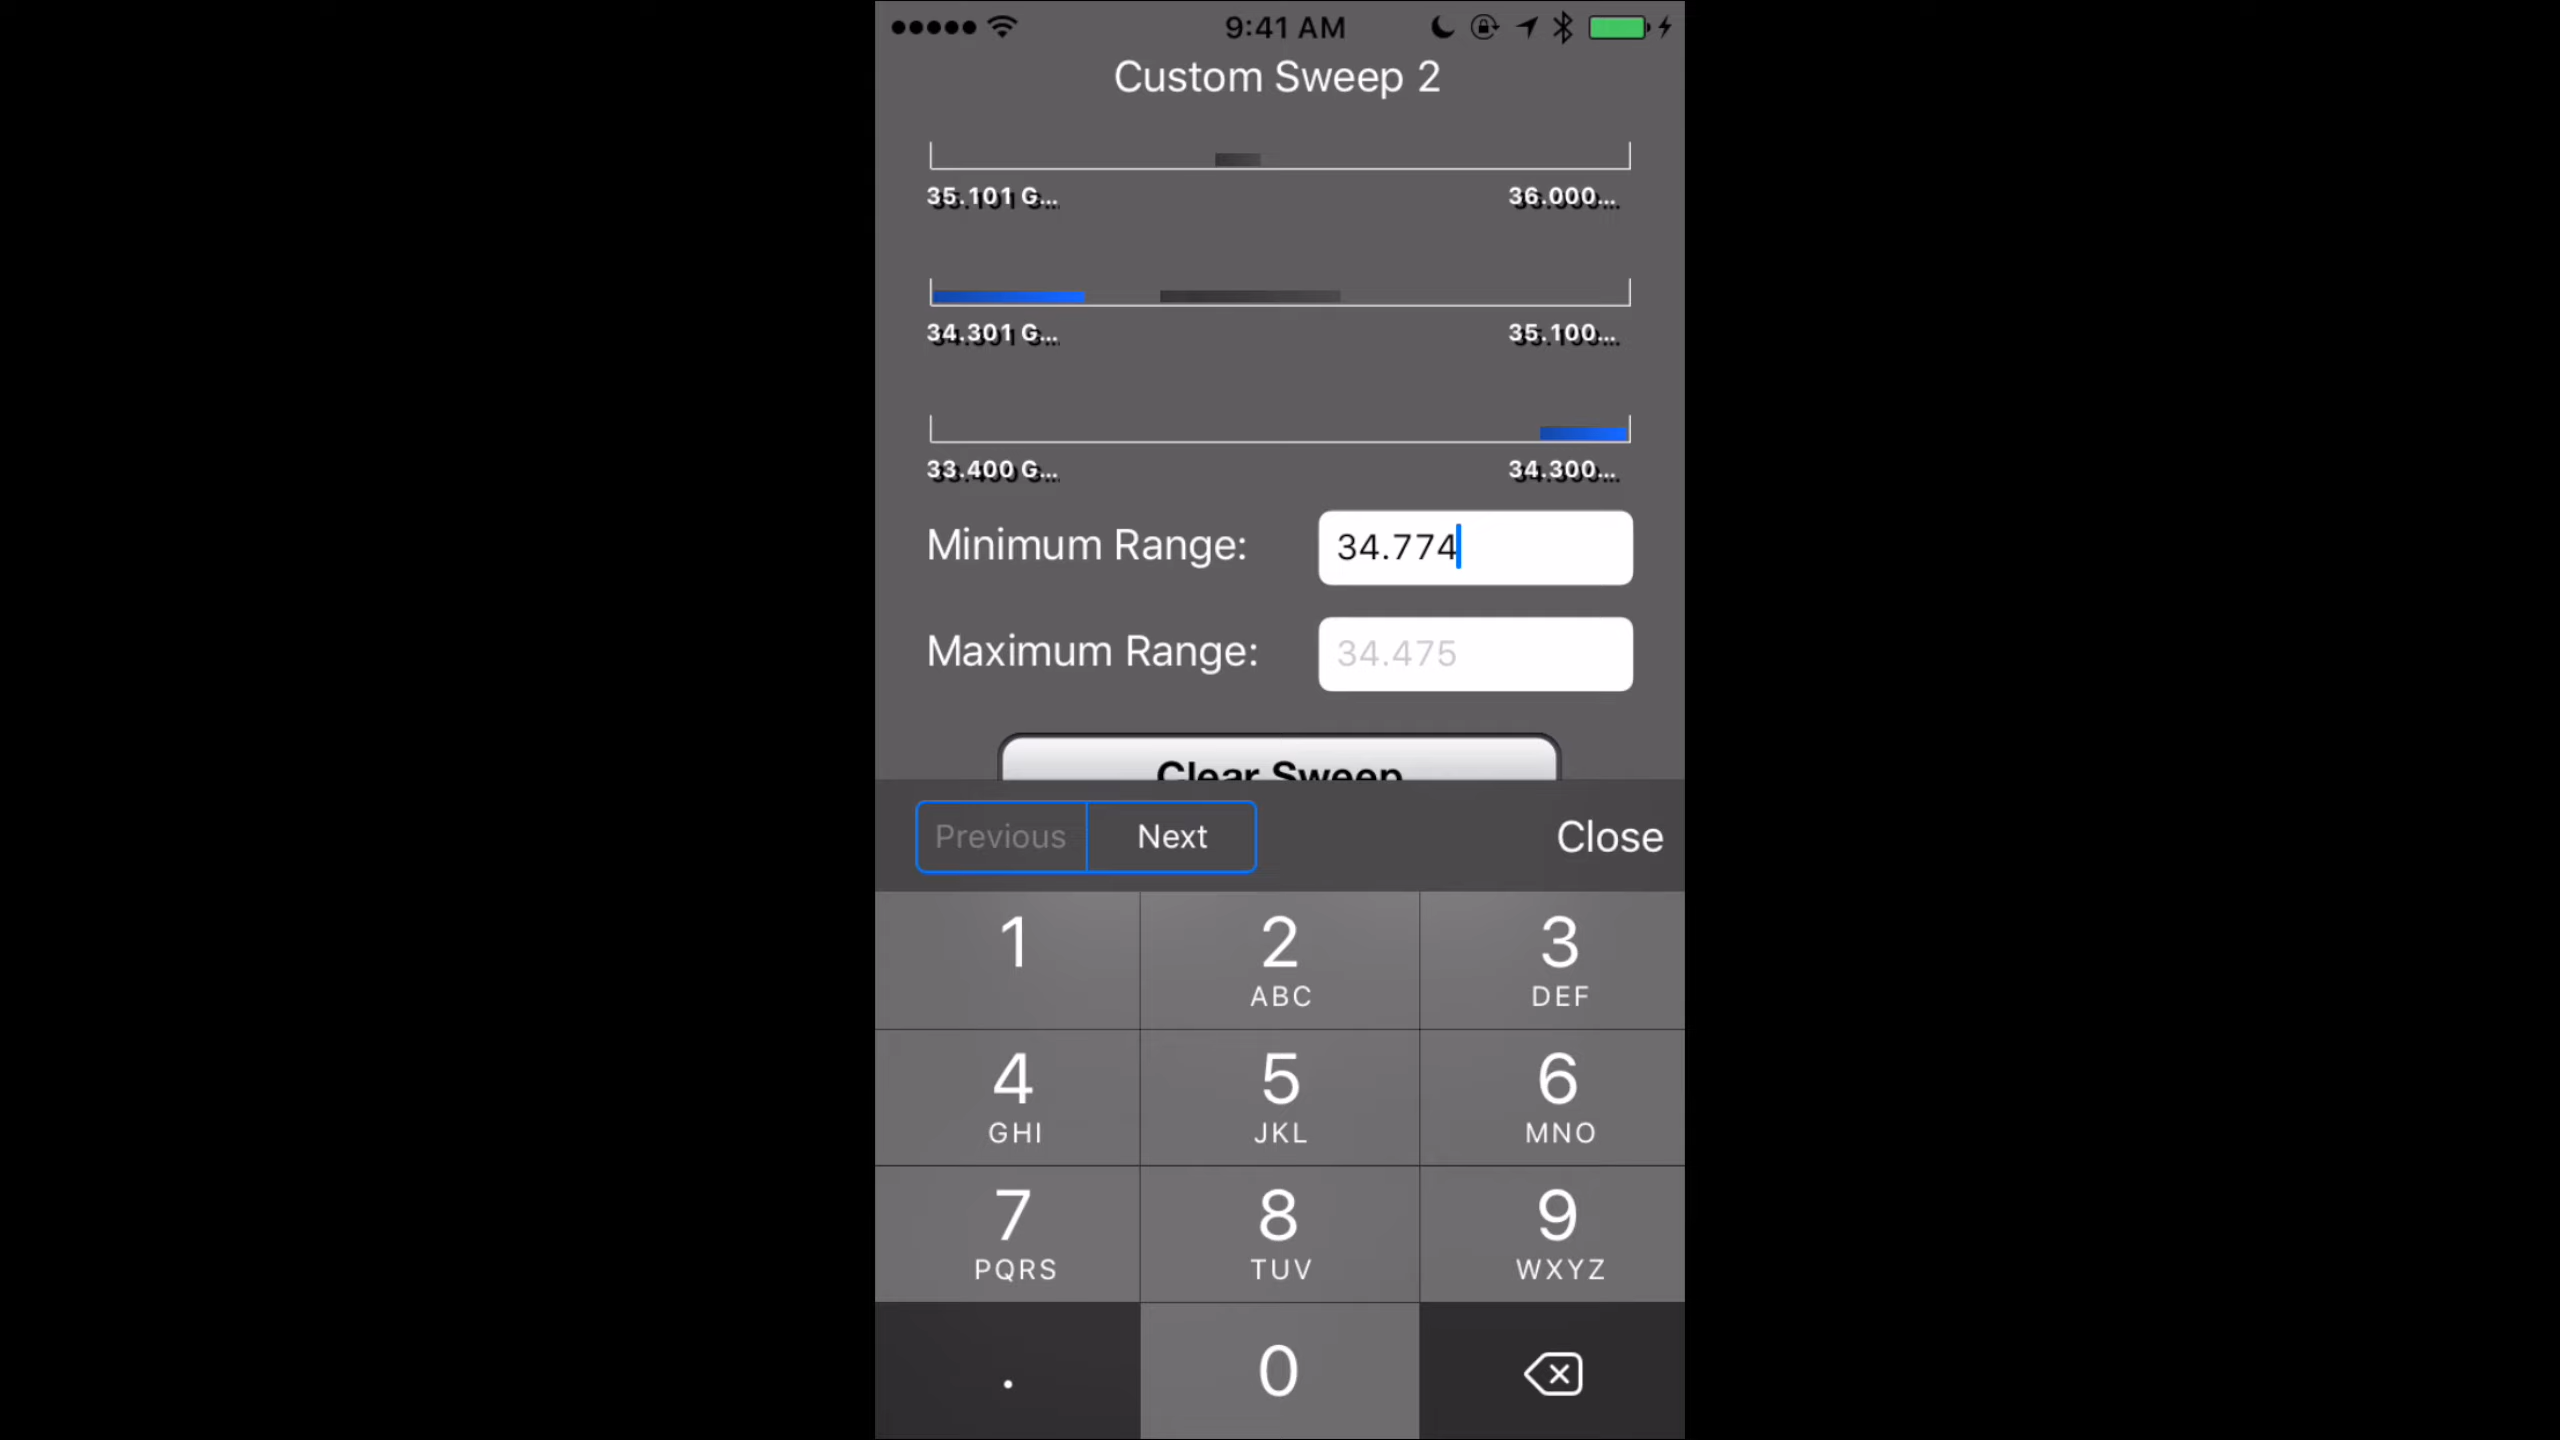 9:41 AM
Custom Sweep 2
35.101 G... 36.000...
34.301 G... 35.100...
33.400 G... 34.300...
Minimum Range: 34.774
Maximum Range: 34.475
Clear Sweep
Previous Next Close
1 2 3
ABC DEF
4 5 6
GHI JKL MNO
7 8 9
PQRS TUV WXYZ
. 0